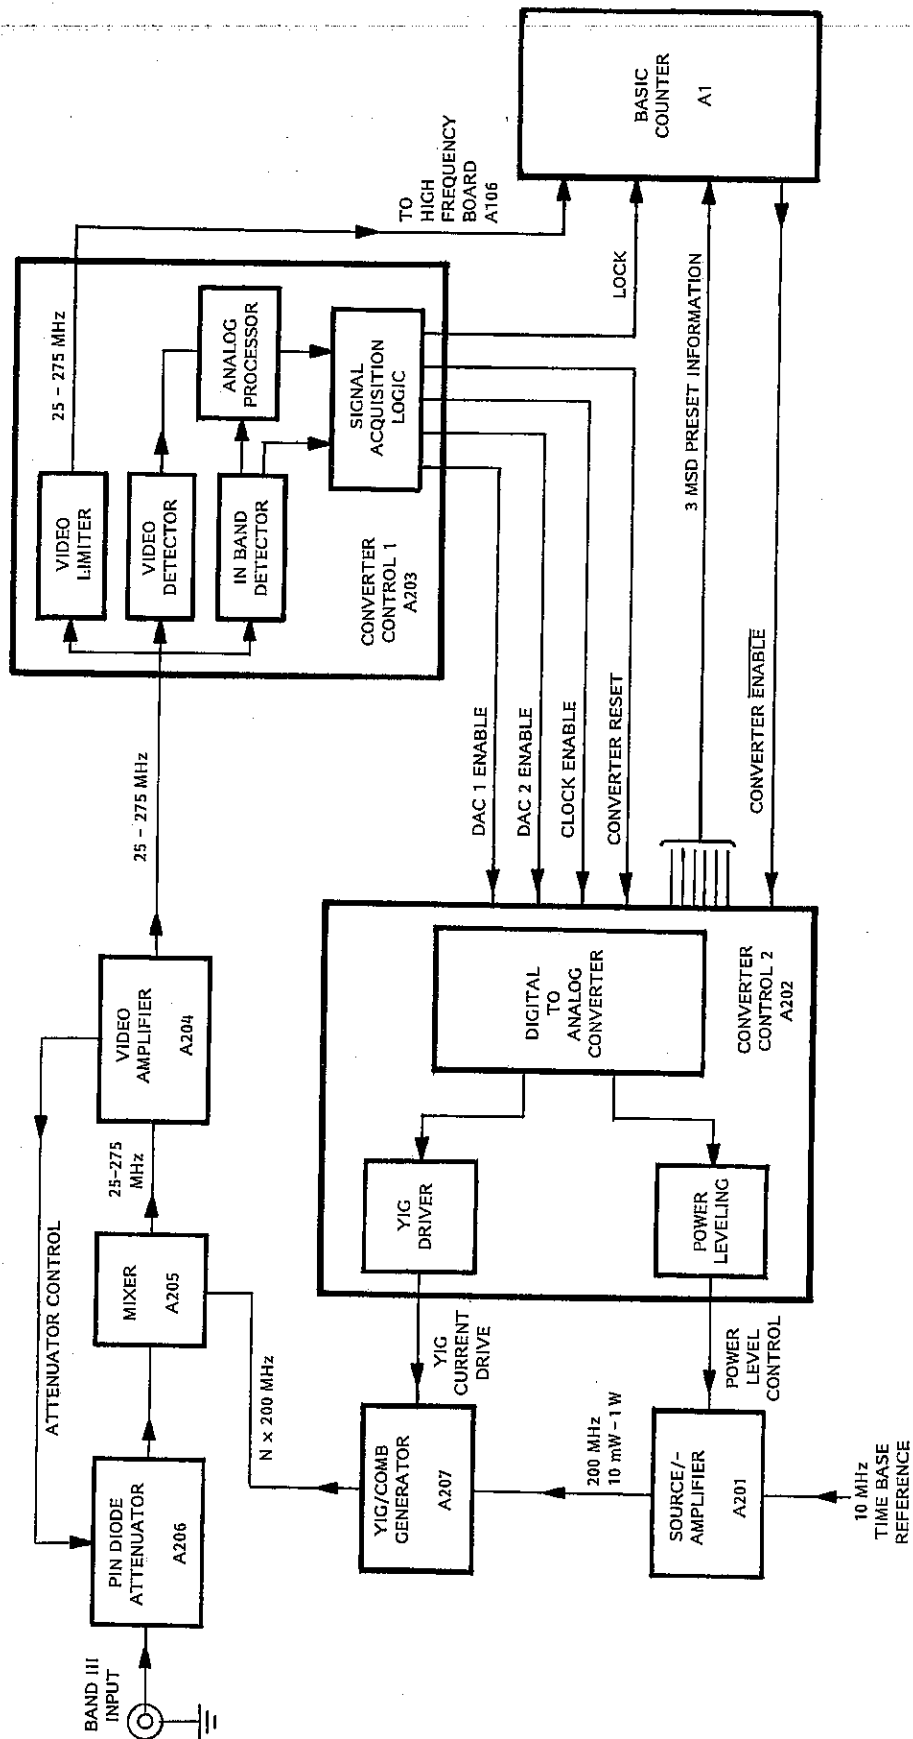 BAND III
INPUT
PIN DIODE
ATTENUATOR
A206
ATTENUATOR CONTROL
MIXER
A205
25-275
MHz
VIDEO
AMPLIFIER
A204
25 - 275 MHz
VIDEO
LIMITER
VIDEO
DETECTOR
IN BAND
DETECTOR
ANALOG
PROCESSOR
SIGNAL
ACQUISITION
LOGIC
CONVERTER
CONTROL 1
A203
25 - 275 MHz
TO
HIGH
FREQUENCY
BOARD
A106
BASIC
COUNTER
A1
LOCK
N x 200 MHz
YIG/COMB
GENERATOR
A207
YIG
CURRENT
DRIVE
YIG
DRIVER
DIGITAL
TO
ANALOG
CONVERTER
DAC 1 ENABLE
DAC 2 ENABLE
CLOCK ENABLE
CONVERTER RESET
3 MSD PRESET INFORMATION
CONVERTER ENABLE
200 MHz
10 mW - 1 W
SOURCE/-
AMPLIFIER
A201
POWER
LEVEL
CONTROL
POWER
LEVELING
CONVERTER
CONTROL 2
A202
10 MHz
TIME BASE
REFERENCE